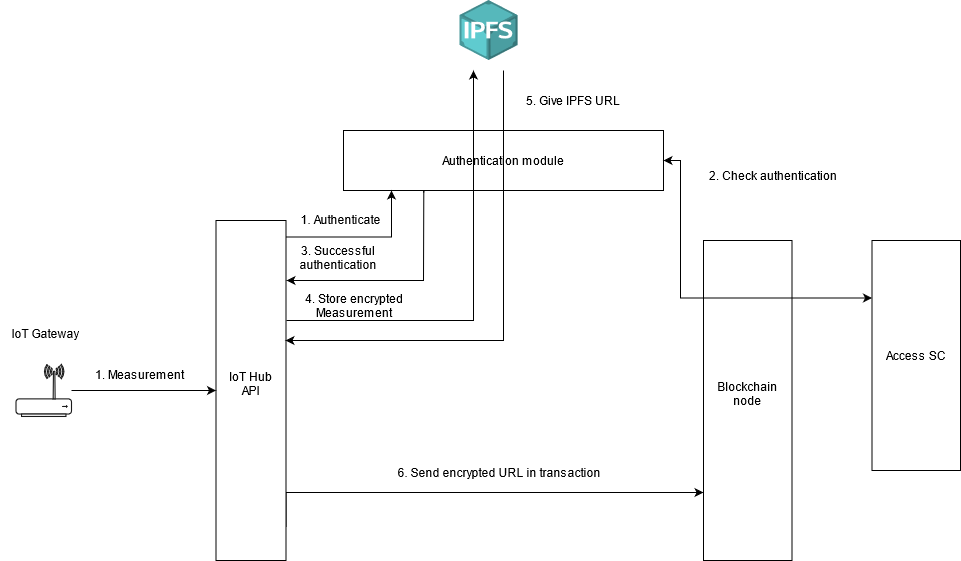 IPFS
5. Give IPFS URL
Authentication module
2. Check authentication
1. Authenticate
3. Successful
authentication
4. Store encrypted
Measurement
IoT Gateway
1. Measurement
IoT Hub
API
Blockchain
node
Access SC
6. Send encrypted URL in transaction